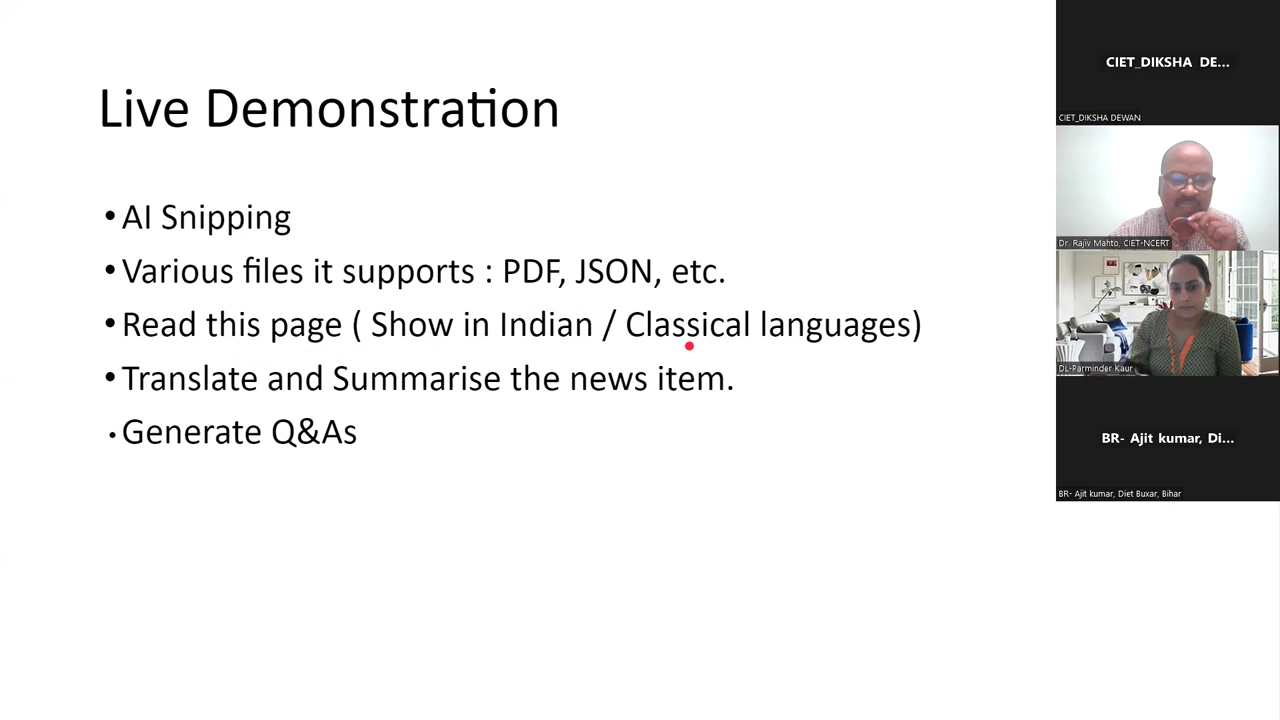 Live Demonstration
• AI Snipping
• Various files it supports : PDF, JSON, etc.
• Read this page ( Show in Indian / Classical languages)
• Translate and Summarise the news item.
• Generate Q&As
CIET_DIKSHA DE...
CIET_DIKSHA DEWAN
Dr. Rajiv Mahto, CIET-NCERT
DL-Parminder Kaur
BR- Ajit kumar, Di...
BR- Ajit kumar, Diet Buxar, Bihar